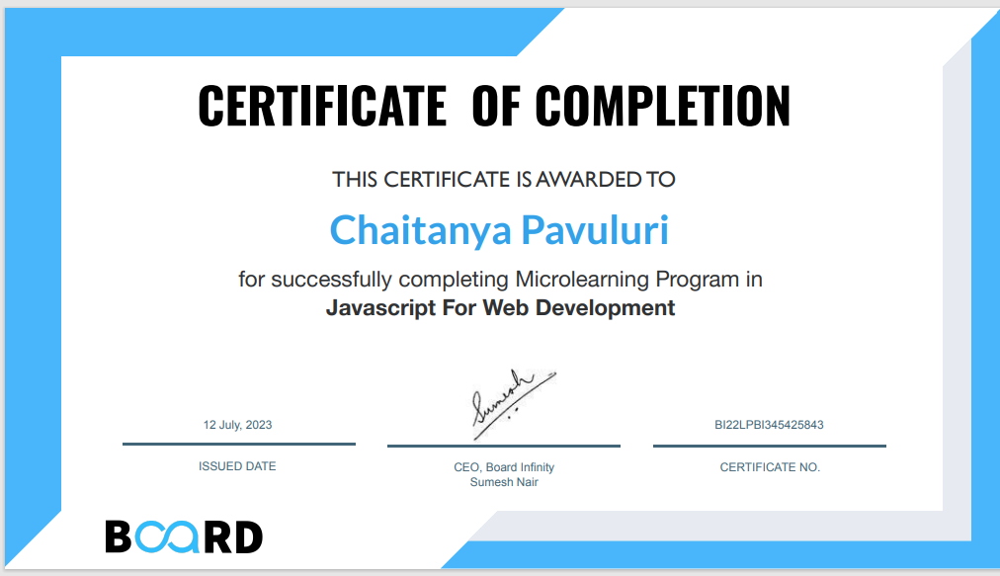 CERTIFICATE OF COMPLETION
THIS CERTIFICATE IS AWARDED TO
Chaitanya Pavuluri
for successfully completing Microlearning Program in
Javascript For Web Development
Sumesh
12 July, 2023
BI22LPBI345425843
ISSUED DATE
CEO, Board Infinity
Sumesh Nair
CERTIFICATE NO.
BOARD